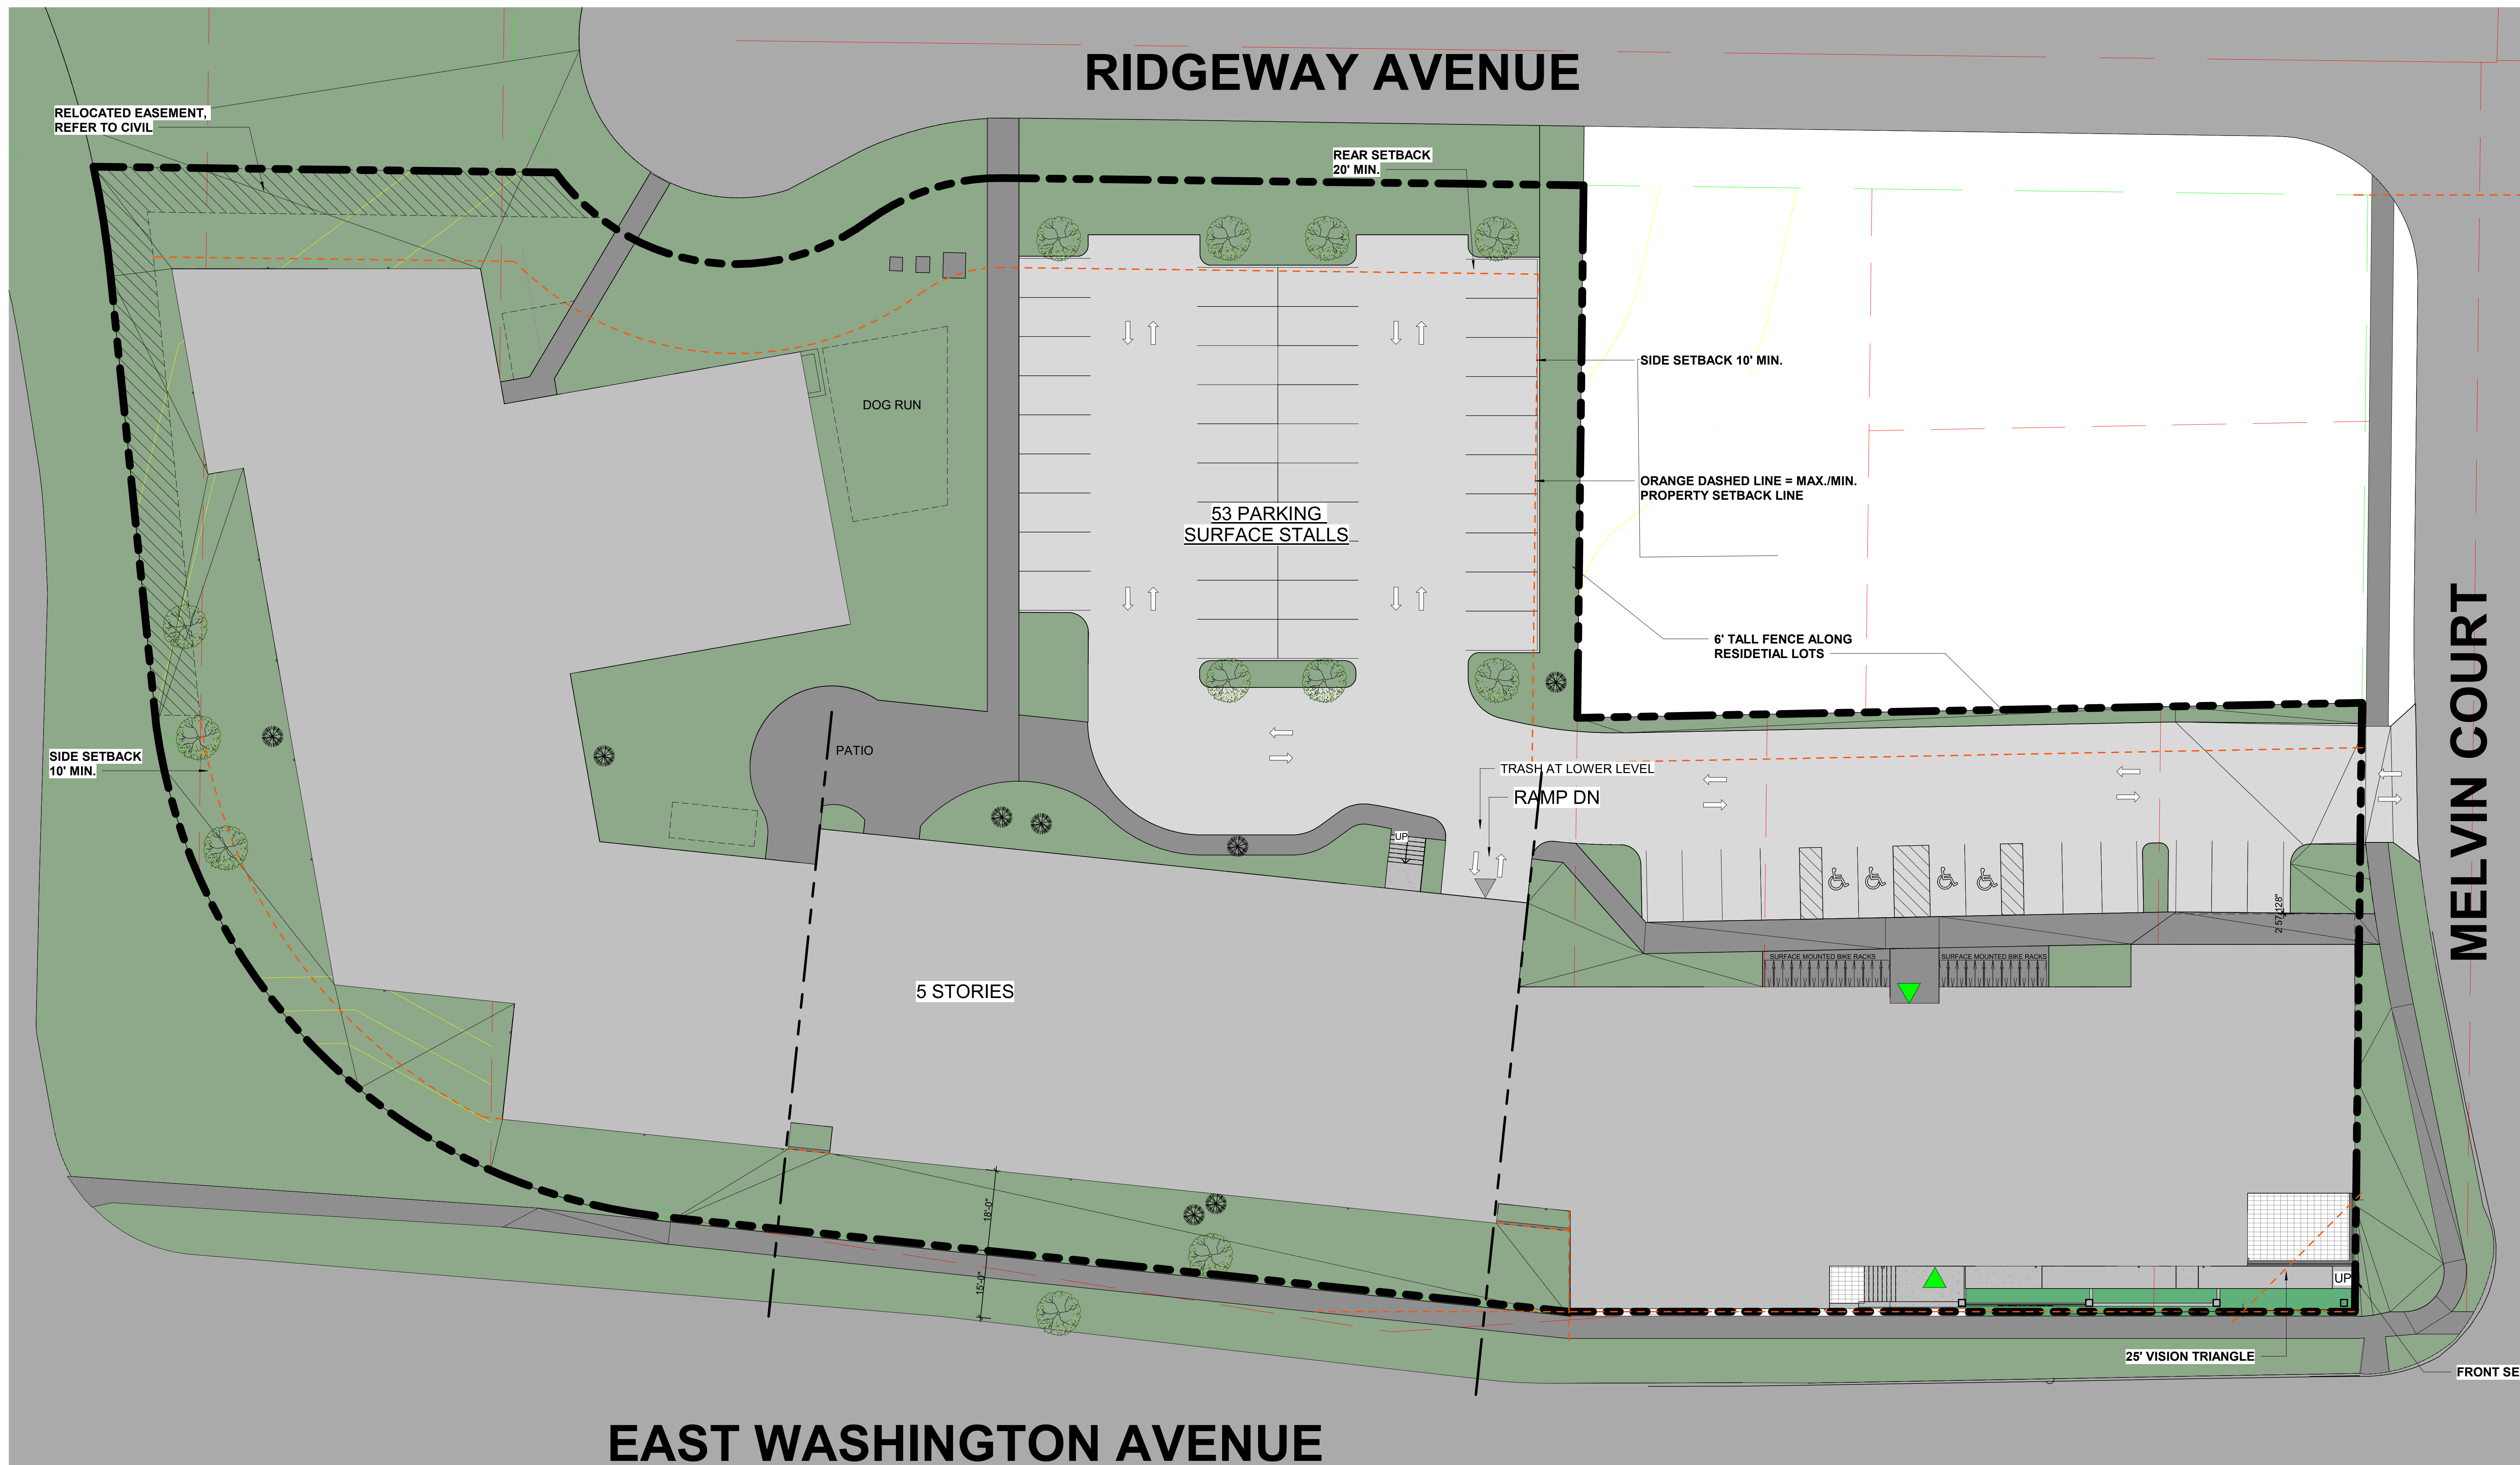 RIDGEWAY AVENUE
RELOCATED EASEMENT,
REFER TO CIVIL
REAR SETBACK
20' MIN.
SIDE SETBACK 10' MIN.
DOG RUN
ORANGE DASHED LINE = MAX./MIN.
PROPERTY SETBACK LINE
53 PARKING
SURFACE STALLS
6' TALL FENCE ALONG
RESIDETIAL LOTS
MELVIN COURT
SIDE SETBACK
10' MIN.
PATIO
TRASH AT LOWER LEVEL
RAMP DN
UP
2 57/128"
SURFACE MOUNTED BIKE RACKS
SURFACE MOUNTED BIKE RACKS
5 STORIES
18'-0"
15'-0"
UP
25' VISION TRIANGLE
FRONT SE
EAST WASHINGTON AVENUE